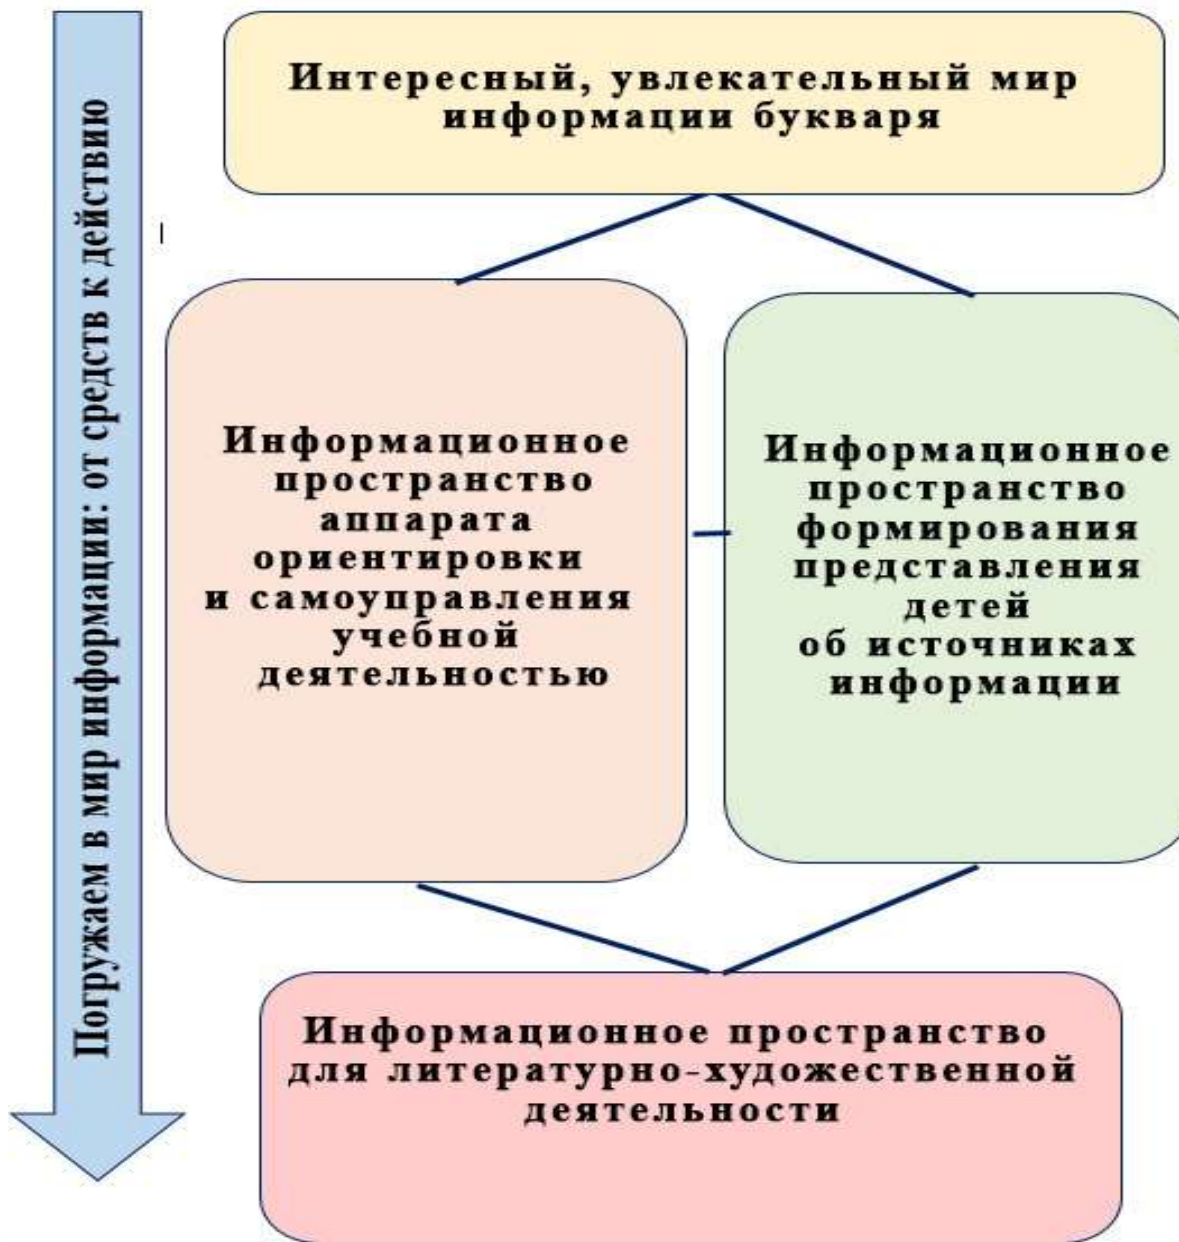 Погружаем в мир информации: от средств к действию
Интересный, увлекательный мир
информации букваря
Информационное
пространство
аппарата
ориентировки
и самоуправления
учебной
деятельностью
Информационное
пространство
формирования
представления
детей
об источниках
информации
Информационное пространство
для литературно-художественной
деятельности